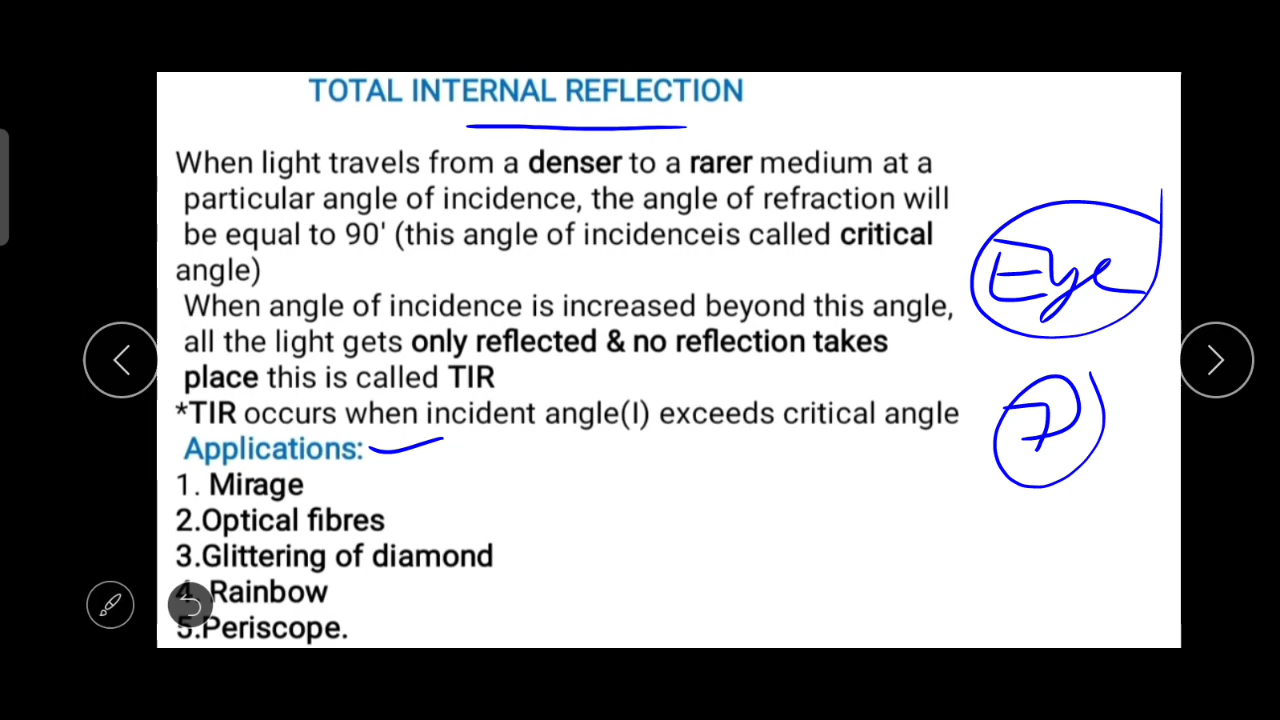 TOTAL INTERNAL REFLECTION
When light travels from a denser to a rarer medium at a
particular angle of incidence, the angle of refraction will
be equal to 90' (this angle of incidenceis called critical
angle)
When angle of incidence is increased beyond this angle,
all the light gets only reflected & no reflection takes
place this is called TIR
*TIR occurs when incident angle(I) exceeds critical angle
Applications:
1. Mirage
2.Optical fibres
3.Glittering of diamond
4. Rainbow
5.Periscope.
Eye